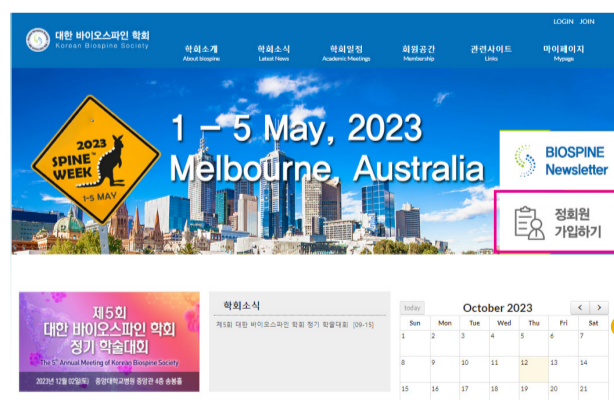 LOGIN JOIN
대한 바이오스파인 학회
Korean Biospine Society
학회소개 학회소식 학회일정 회원공간 관련사이트 마이페이지
About biospine Latest News Academic Meetings Membership Links Mypage
2023
SPINE
WEEK
1-5 MAY
1 – 5 May, 2023
Melbourne, Australia
BIOSPINE
Newsletter
정회원
가입하기
제5회
대한 바이오스파인 학회
정기 학술대회
The 5th Annual Meeting of Korean Biospine Society
2023년 12월 02일(토) 중앙대학교병원 중앙관 4층 송봉홀
학회소식
제5회 대한 바이오스파인 학회 정기 학술대회 [09-15]
today October 2023 < >
Sun Mon Tue Wed Thu Fri Sat
1 2 3 4 5 6 7
8 9 10 11 12 13 14
15 16 17 18 19 20 21